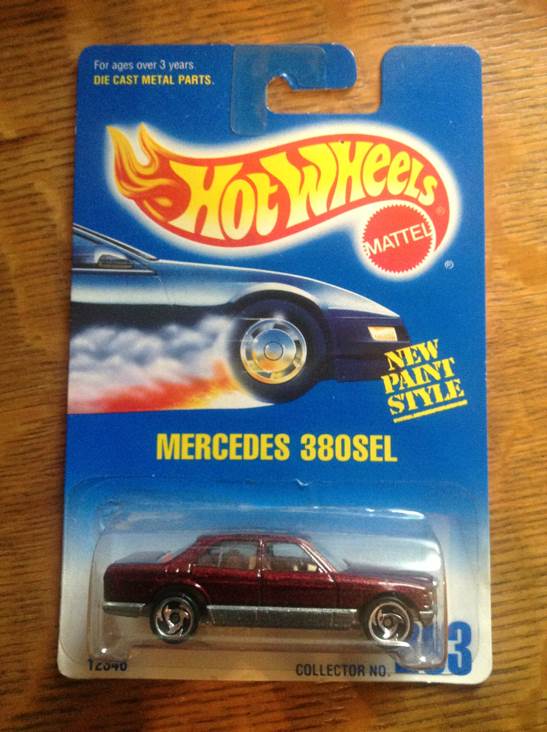 For ages over 3 years.
DIE CAST METAL PARTS.
Hot Wheels®
MATTEL
®
NEW
PAINT
STYLE
MERCEDES 380SEL
12346
COLLECTOR NO.